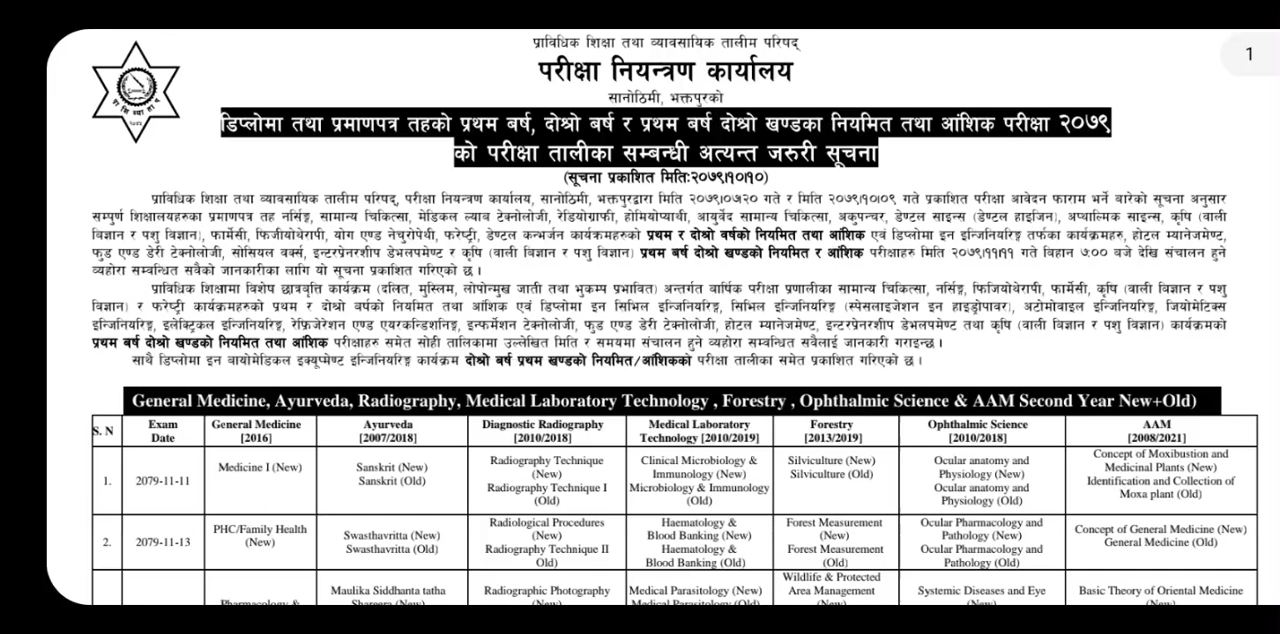 प्राविधिक शिक्षा तथा व्यावसायिक तालीम परिषद्
परीक्षा नियन्त्रण कार्यालय
सानोठिमी, भक्तपुरको
डिप्लोमा तथा प्रमाणपत्र तहको प्रथम बर्ष, दोश्रो बर्ष र प्रथम बर्ष दोश्रो खण्डका नियमित तथा आंशिक परीक्षा २०७९
को परीक्षा तालीका सम्बन्धी अत्यन्त जरुरी सूचना
(सूचना प्रकाशित मितिः२०७९।१०।१०)
1
प्राविधिक शिक्षा तथा व्यावसायिक तालीम परिषद्, परीक्षा नियन्त्रण कार्यालय, सानोठिमी, भक्तपुरद्वारा मिति २०७९।०७।२० गते र मिति २०७९।१०।०९ गते प्रकाशित परीक्षा आवेदन फाराम भर्ने बारेको सूचना अनुसार
सम्पुर्ण शिक्षालयहरुका प्रमाणपत्र तह नर्सिङ्ग, सामान्य चिकित्सा, मेडिकल ल्याब टेक्नोलोजी, रेडियोग्राफी, होमियोप्याथी, आयुर्वेद सामान्य चिकित्सा, अकुपन्चर, डेण्टल साइन्स (डेण्टल हाइजिन), अप्थाल्मिक साइन्स, कृषि (वाली
विज्ञान र पशु विज्ञान), फार्मेसी, फिजीयोथेरापी, योग एण्ड नेचुरोपेथी, फरेष्ट्री, डेण्टल कन्भर्जन कार्यक्रमहरुको प्रथम र दोश्रो वर्षको नियमित तथा आंशिक एवं डिप्लोमा इन इन्जिनियरिङ्ग तर्फका कार्यक्रमहरु, होटल म्यानेजमेण्ट,
फुड एण्ड डेरी टेक्नोलोजी, सोसियल वर्क्स, इन्टरप्रेनरशीप डेभलपमेण्ट र कृषि (वाली विज्ञान र पशु विज्ञान) प्रथम बर्ष दोश्रो खण्डको नियमित र आंशिक परीक्षाहरु मिति २०७९।११।११ गते विहान ७:०० बजे देखि संचालन हुने
व्यहोरा सम्वन्धित सवैको जानकारीका लागि यो सूचना प्रकाशित गरिएको छ ।
प्राविधिक शिक्षामा विशेष छात्रवृत्ति कार्यक्रम (दलित, मुस्लिम, लोपोन्मुख जाती तथा भुकम्प प्रभावित) अन्तर्गत वार्षिक परीक्षा प्रणालीका सामान्य चिकित्सा, नर्सिङ्ग, फिजियोथेरापी, फार्मेसी, कृषि (वाली विज्ञान र पशु
विज्ञान) र फरेष्ट्री कार्यक्रमहरुको प्रथम र दोश्रो बर्षको नियमित तथा आंशिक एवं डिप्लोमा इन सिभिल इन्जिनियरिङ्ग, सिभिल इन्जिनियरिङ्ग (स्पेसलाइजेशन इन हाइड्रोपावर), अटोमोवाइल इन्जिनियरिङ्ग, जियोमेटिक्स
इन्जिनियरिङ्ग, इलेक्ट्रिकल इन्जिनियरिङ्ग, रेफ्रिजेरेशन एण्ड एयरकन्डिशनिङ्ग, इन्फर्मेशन टेक्नोलोजी, फुड एण्ड डेरी टेक्नोलोजी, होटल म्यानेजमेण्ट, इन्टरप्रेनरशीप डेभलपमेण्ट तथा कृषि (वाली विज्ञान र पशु विज्ञान) कार्यक्रमको
प्रथम बर्ष दोश्रो खण्डको नियमित तथा आंशिक परीक्षाहरु समेत सोही तालिकामा उल्लेखित मिति र समयमा संचालन हुने व्यहोरा सम्वन्धित सवैलाई जानकारी गराइन्छ ।
साथै डिप्लोमा इन बायोमेडिकल इक्यूप्मेण्ट इन्जिनियरिङ्ग कार्यक्रम दोश्रो बर्ष प्रथम खण्डको नियमित/आंशिकको परीक्षा तालीका समेत प्रकाशित गरिएको छ ।
General Medicine, Ayurveda, Radiography, Medical Laboratory Technology , Forestry , Ophthalmic Science & AAM Second Year New+Old)
S. N Exam Date General Medicine [2016] Ayurveda [2007/2018] Diagnostic Radiography [2010/2018] Medical Laboratory Technology [2010/2019] Forestry [2013/2019] Ophthalmic Science [2010/2018] AAM [2008/2021]
1. 2079-11-11 Medicine I (New) Sanskrit (New) Sanskrit (Old) Radiography Technique (New) Radiography Technique I (Old) Clinical Microbiology & Immunology (New) Microbiology & Immunology (Old) Silviculture (New) Silviculture (Old) Ocular anatomy and Physiology (New) Ocular anatomy and Physiology (Old) Concept of Moxibustion and Medicinal Plants (New) Identification and Collection of Moxa plant (Old)
2. 2079-11-13 PHC/Family Health (New) Swasthavritta (New) Swasthavritta (Old) Radiological Procedures (New) Radiography Technique II Old) Haematology & Blood Banking (New) Haematology & Blood Banking (Old) Forest Measurement (New) Forest Measurement (Old) Ocular Pharmacology and Pathology (New) Ocular Pharmacology and Pathology (Old) Concept of General Medicine (New) General Medicine (Old)
Pharmacology & Maulika Siddhanta tatha Shareera (New) Radiographic Photography (New) Medical Parasitology (New) Medical Parasitology (Old) Wildlife & Protected Area Management (New) Systemic Diseases and Eye (New) Basic Theory of Oriental Medicine (New)